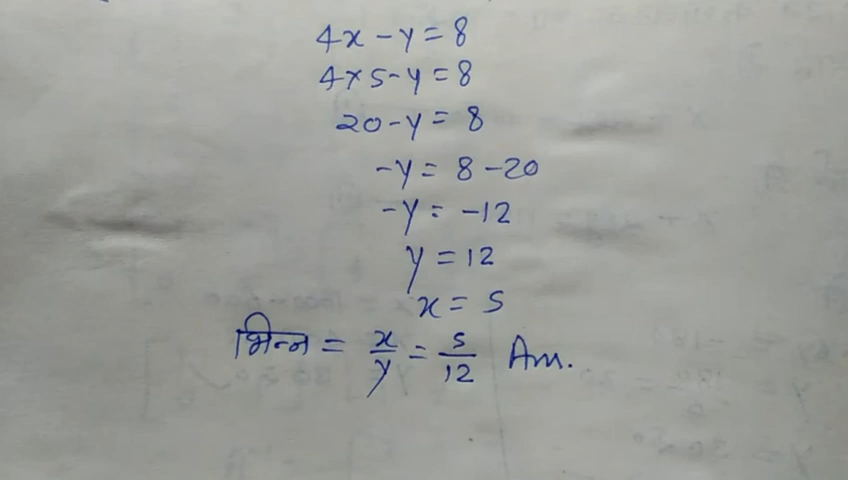 4x - y = 8
4×5 - y = 8
20 - y = 8
-y = 8 - 20
-y = -12
y = 12
x = 5
भिन्न = x/y = 5/12 Ans.